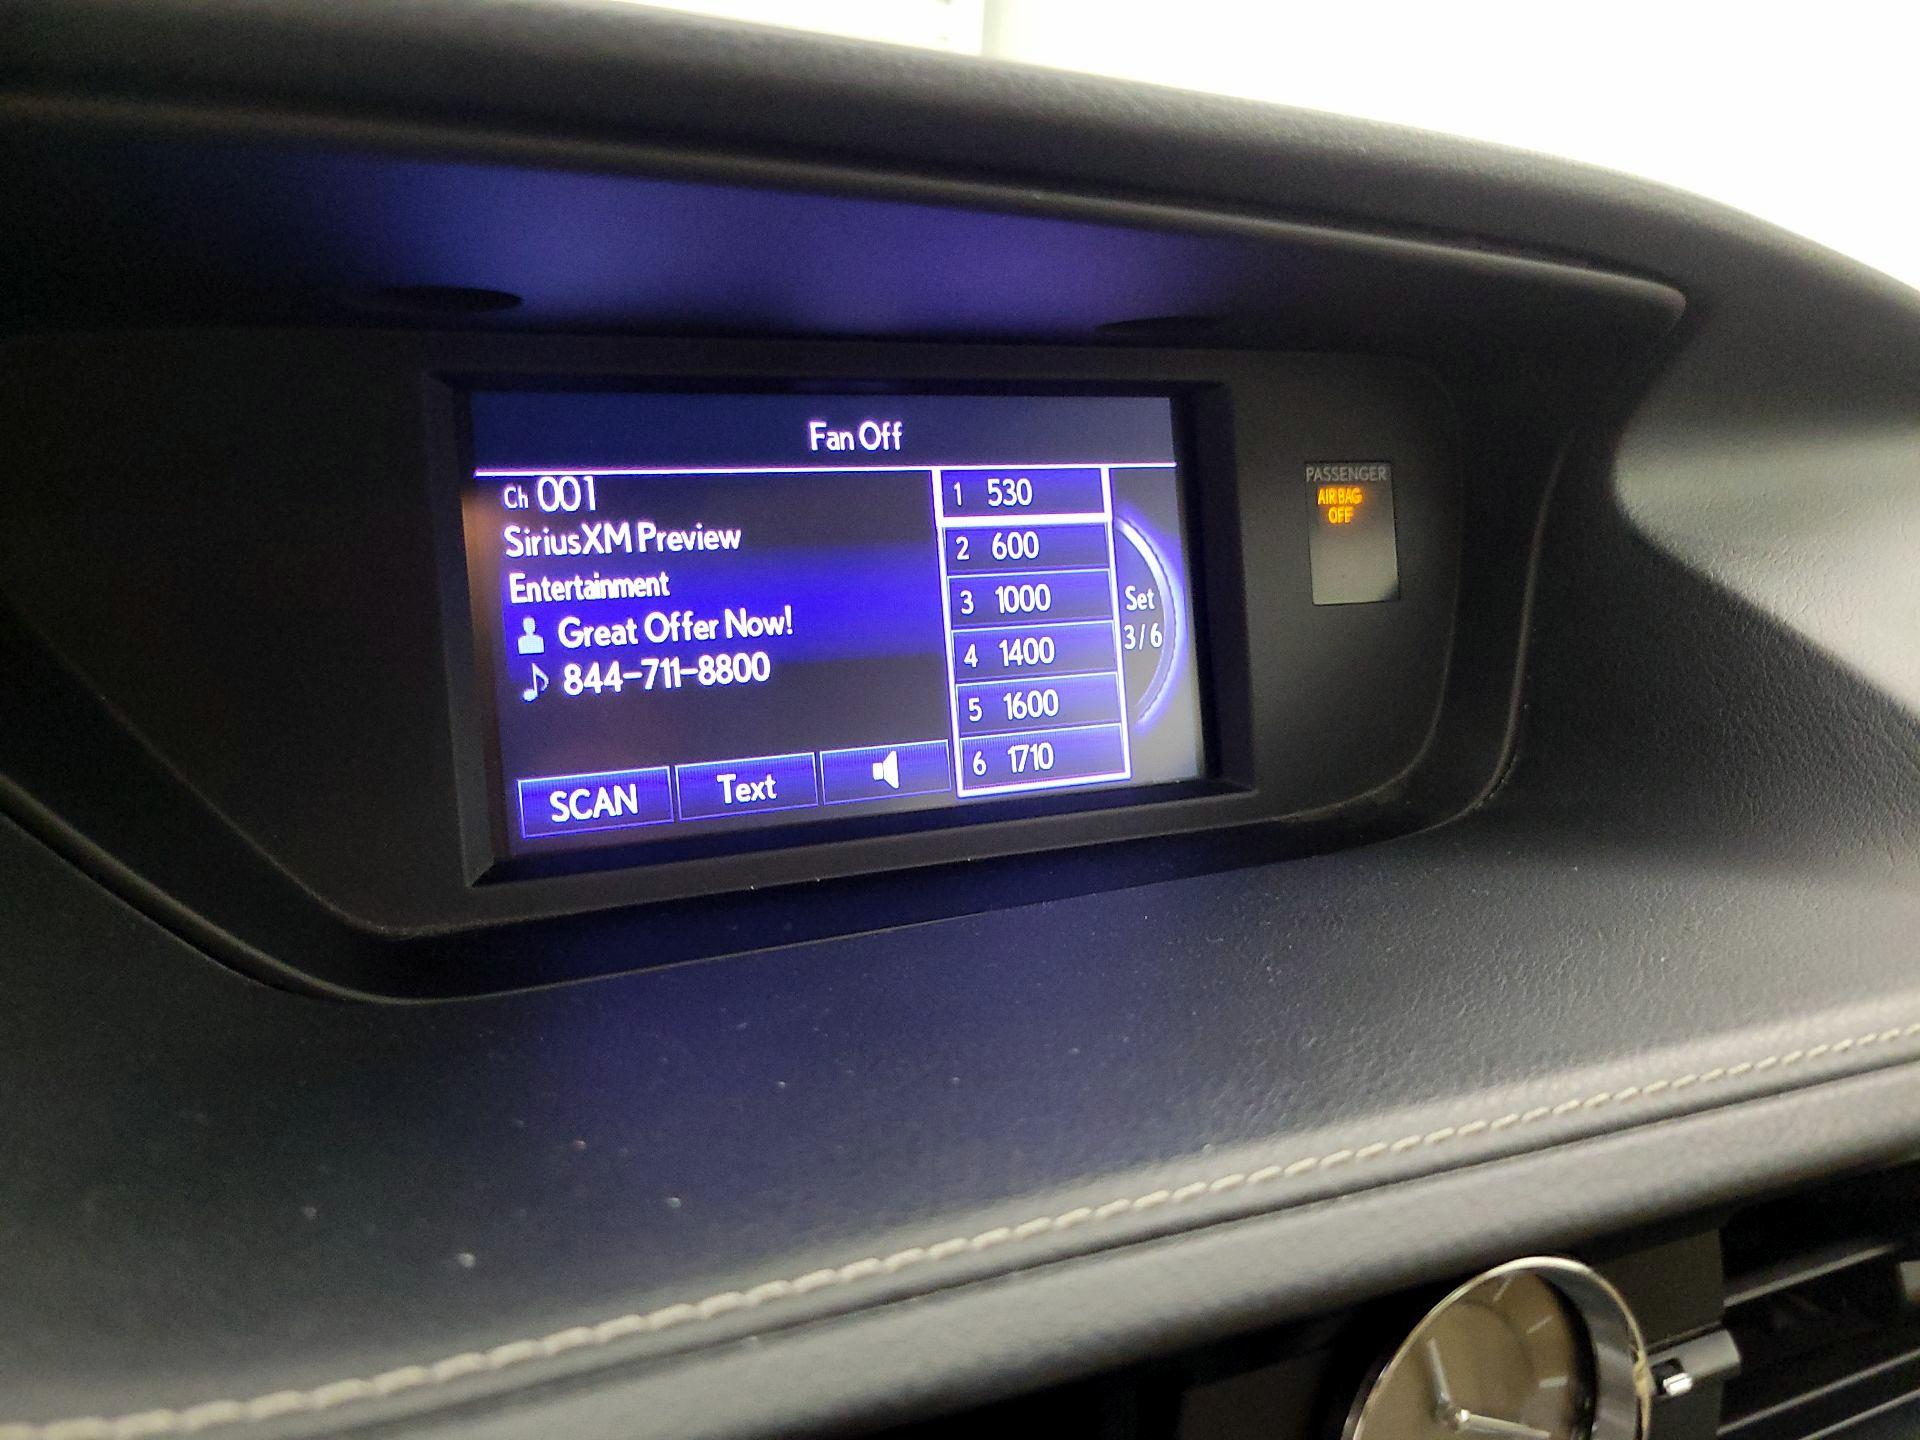 Fan Off
Ch 001
SiriusXM Preview
Entertainment
Great Offer Now!
844-711-8800
SCAN
Text
1 530
2 600
3 1000
4 1400
5 1600
6 1710
Set
3/6
PASSENGER
AIR BAG
OFF